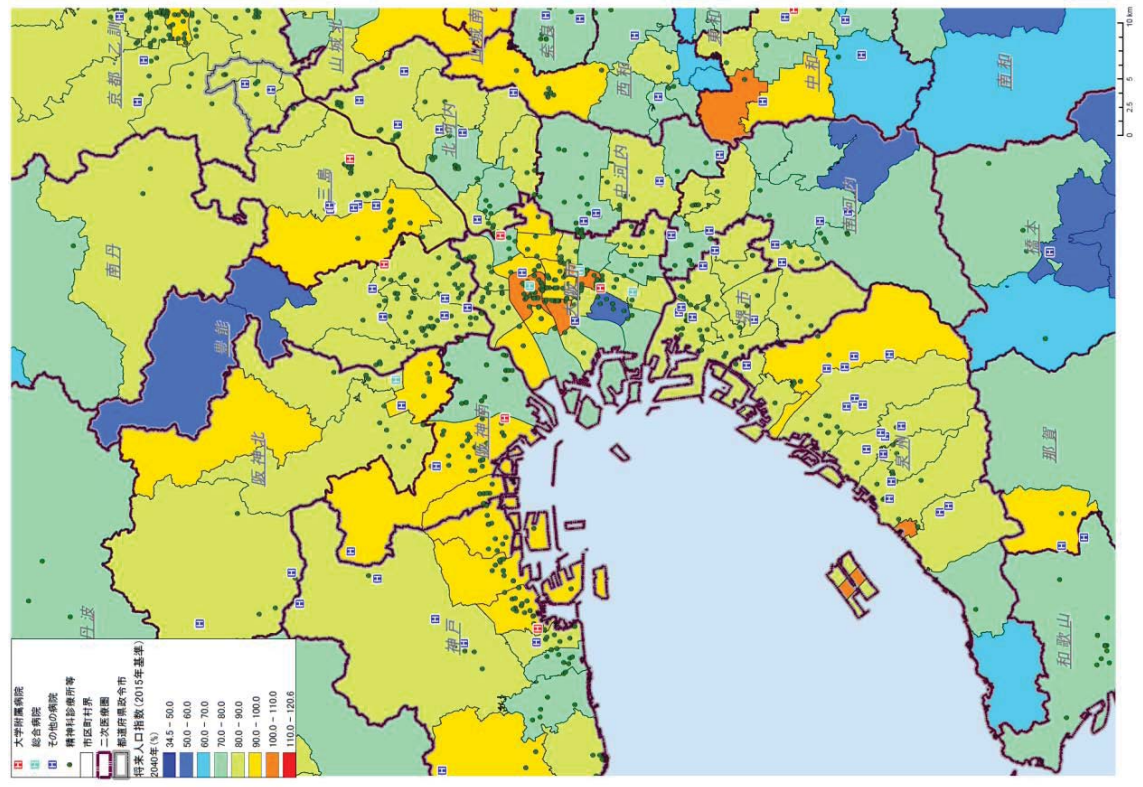 大学附属病院
総合病院
その他の病院
精神科診療所等
市区町村界
二次医療圏
都道府県政令市
将来人口指数(2015年基準)
2040年(%)
34.5 - 50.0
50.0 - 60.0
60.0 - 70.0
70.0 - 80.0
80.0 - 90.0
90.0 - 100.0
100.0 - 110.0
110.0 - 120.6
丹波
南丹
京都・乙訓
山城北
山城南
奈良
阪神北
豊能
三島
北河内
西和
東和
神戸
阪神南
大阪市
中河内
中和
堺市
南河内
南和
泉州
橋本
那賀
和歌山
0 2.5 5 10 km